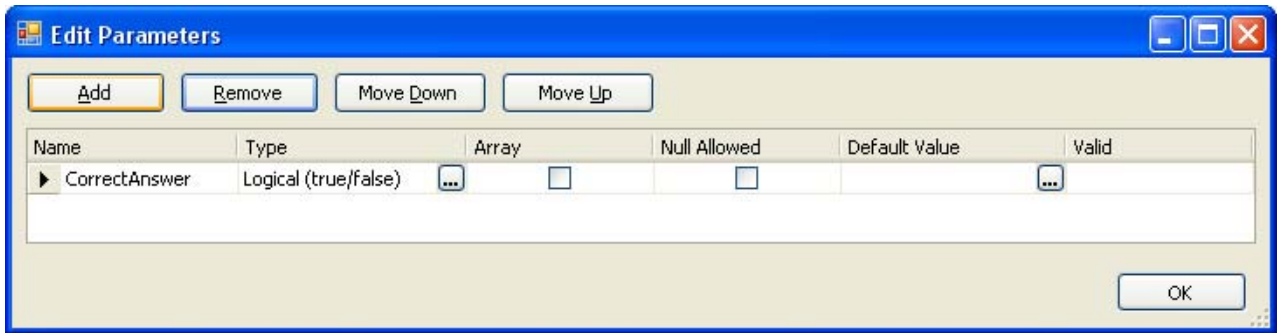 Edit Parameters
Add Remove Move Down Move Up
Name Type Array Null Allowed Default Value Valid
CorrectAnswer Logical (true/false) ... ...
OK